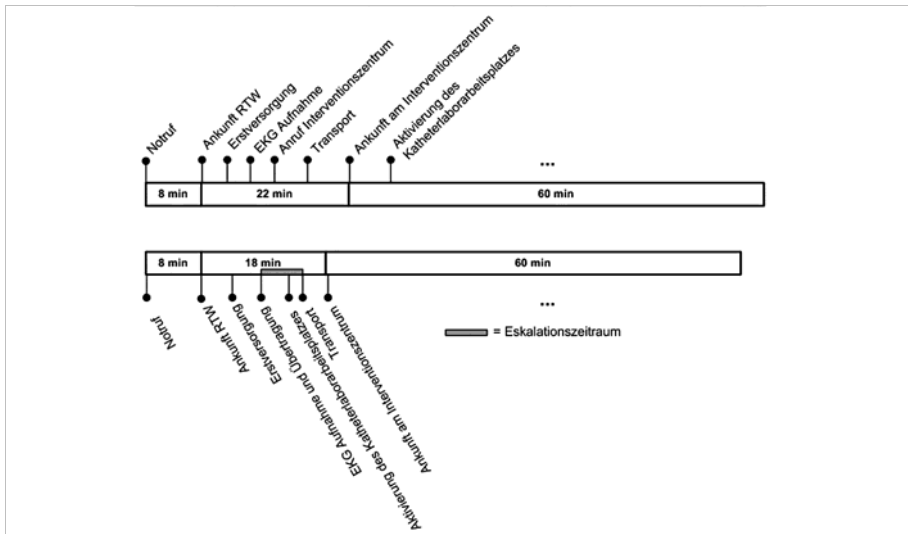 Notruf
Ankunft RTW
Erstversorgung
EKG Aufnahme
Anruf Interventionszentrum
Transport
Ankunft am Interventionszentrum
Aktivierung des
Katheterlaborarbeitsplatzes
...
8 min
22 min
60 min
8 min
18 min
60 min
Notruf
Ankunft RTW
Erstversorgung
EKG Aufnahme und Übertragung
Aktivierung des Katheterlaborarbeitsplatzes
Transport
Ankunft am Interventionszentrum
...
= Eskalationszeitraum